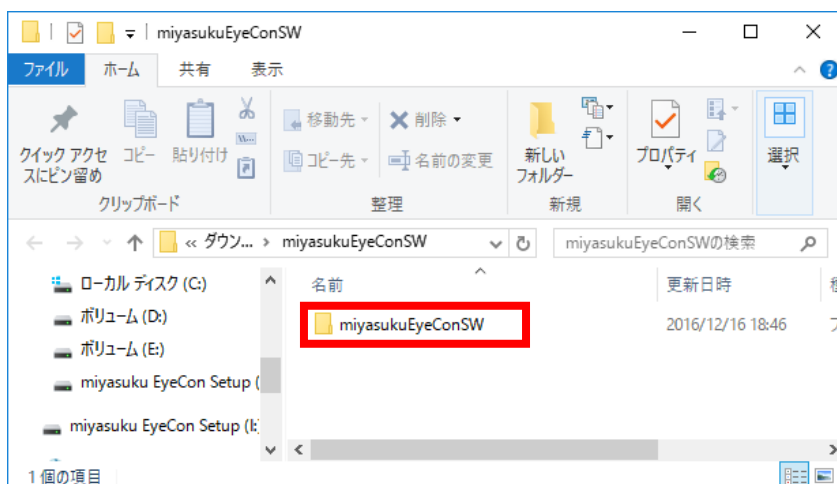 miyasukuEyeConSW
ファイル ホーム 共有 表示
クイック アクセスにピン留め
コピー
貼り付け
移動先
コピー先
削除
名前の変更
新しいフォルダー
プロパティ
選択
クリップボード 整理 新規 開く
« ダウン... › miyasukuEyeConSW
miyasukuEyeConSWの検索
名前 更新日時
ローカル ディスク (C:)
ボリューム (D:)
ボリューム (E:)
miyasuku EyeCon Setup (
miyasuku EyeCon Setup (I:
miyasukuEyeConSW 2016/12/16 18:46
1 個の項目